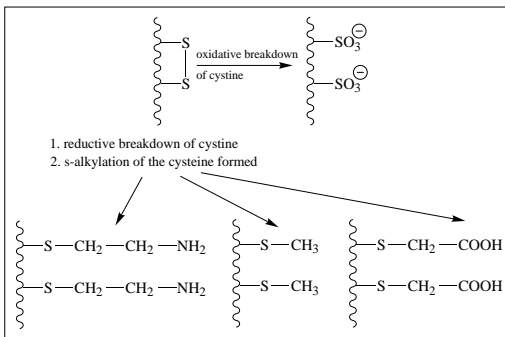 S SO3⊖
oxidative breakdown
of cystine
S SO3⊖
1. reductive breakdown of cystine
2. s-alkylation of the cysteine formed
S—CH2—CH2—NH2 S—CH3 S—CH2—COOH
S—CH2—CH2—NH2 S—CH3 S—CH2—COOH